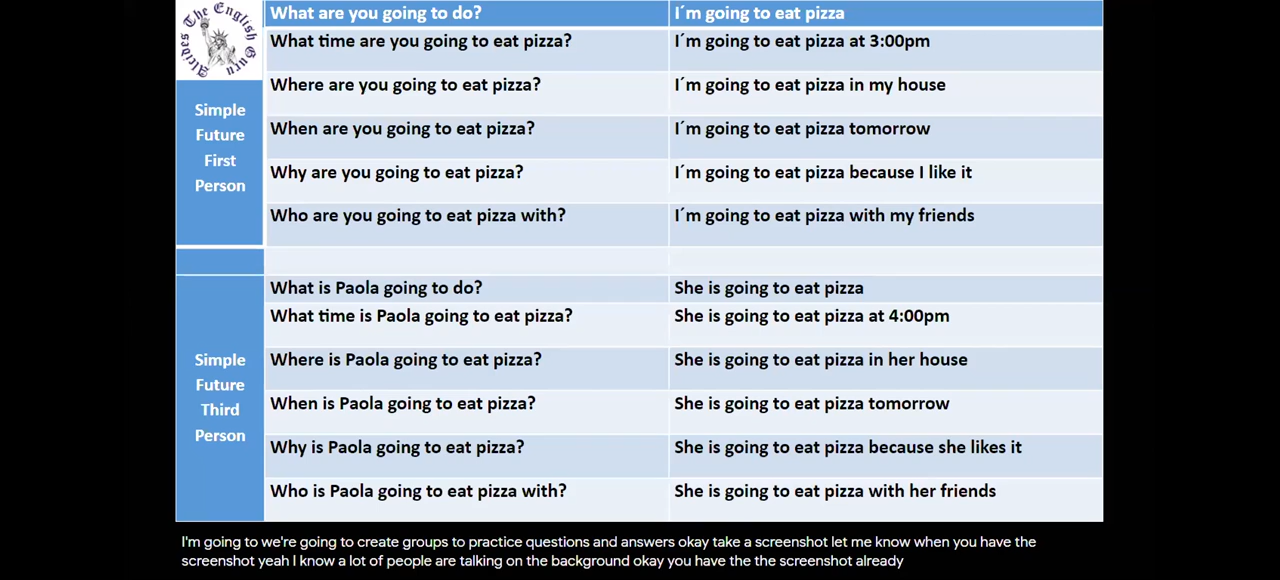 Alcibes The English Guru
What are you going to do? I´m going to eat pizza
What time are you going to eat pizza? I´m going to eat pizza at 3:00pm
Where are you going to eat pizza? I´m going to eat pizza in my house
When are you going to eat pizza? I´m going to eat pizza tomorrow
Why are you going to eat pizza? I´m going to eat pizza because I like it
Who are you going to eat pizza with? I´m going to eat pizza with my friends
Simple
Future
First
Person
What is Paola going to do? She is going to eat pizza
What time is Paola going to eat pizza? She is going to eat pizza at 4:00pm
Where is Paola going to eat pizza? She is going to eat pizza in her house
When is Paola going to eat pizza? She is going to eat pizza tomorrow
Why is Paola going to eat pizza? She is going to eat pizza because she likes it
Who is Paola going to eat pizza with? She is going to eat pizza with her friends
Simple
Future
Third
Person
I'm going to we're going to create groups to practice questions and answers okay take a screenshot let me know when you have the
screenshot yeah I know a lot of people are talking on the background okay you have the the screenshot already